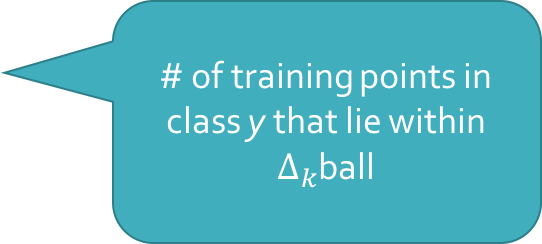 # of training points in
class y that lie within
Δₖ ball